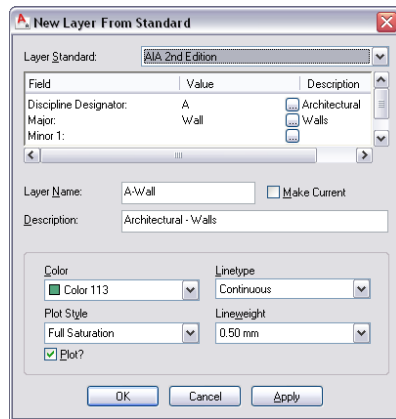 New Layer From Standard
Layer Standard: AIA 2nd Edition
Field Value Description
Discipline Designator: A ... Architectural
Major: Wall ... Walls
Minor 1: ...
Layer Name: A-Wall Make Current
Description: Architectural - Walls
Color Linetype
Color 113 Continuous
Plot Style Lineweight
Full Saturation 0.50 mm
Plot?
OK Cancel Apply